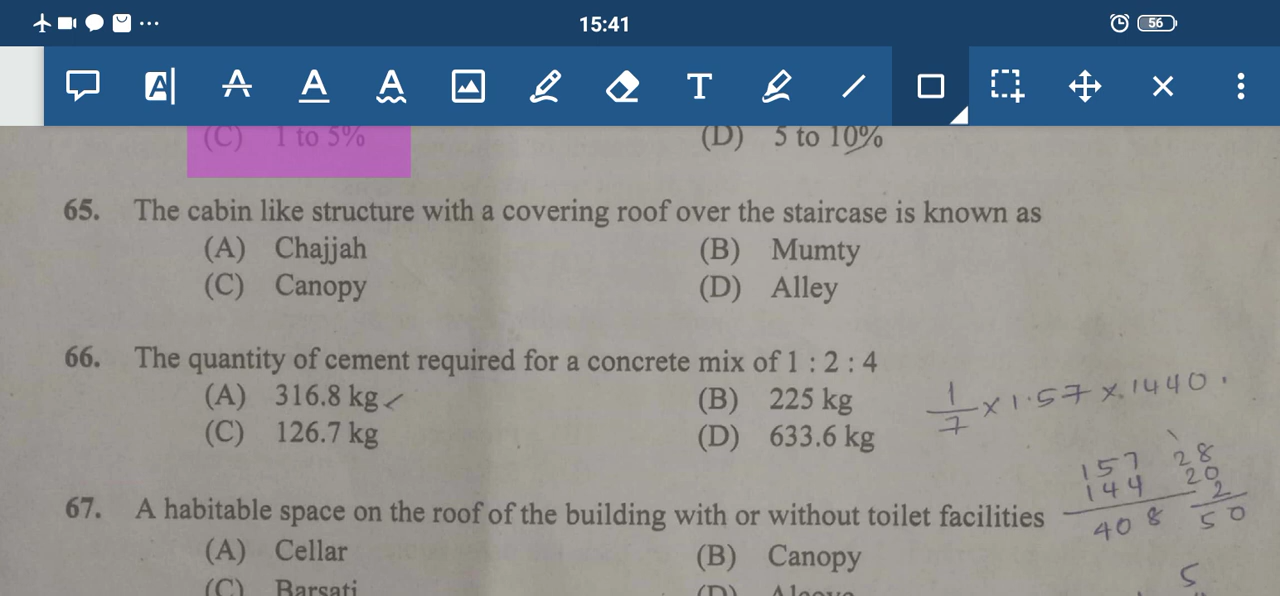 15:41
56
(C) 1 to 5% (D) 5 to 10%
65. The cabin like structure with a covering roof over the staircase is known as
(A) Chajjah (B) Mumty
(C) Canopy (D) Alley
66. The quantity of cement required for a concrete mix of 1 : 2 : 4
(A) 316.8 kg (B) 225 kg
(C) 126.7 kg (D) 633.6 kg
1/7 × 1.57 × 1440.
157 28
144 20
2
408 50
5
67. A habitable space on the roof of the building with or without toilet facilities
(A) Cellar (B) Canopy
(C) Barsati (D) Alcove